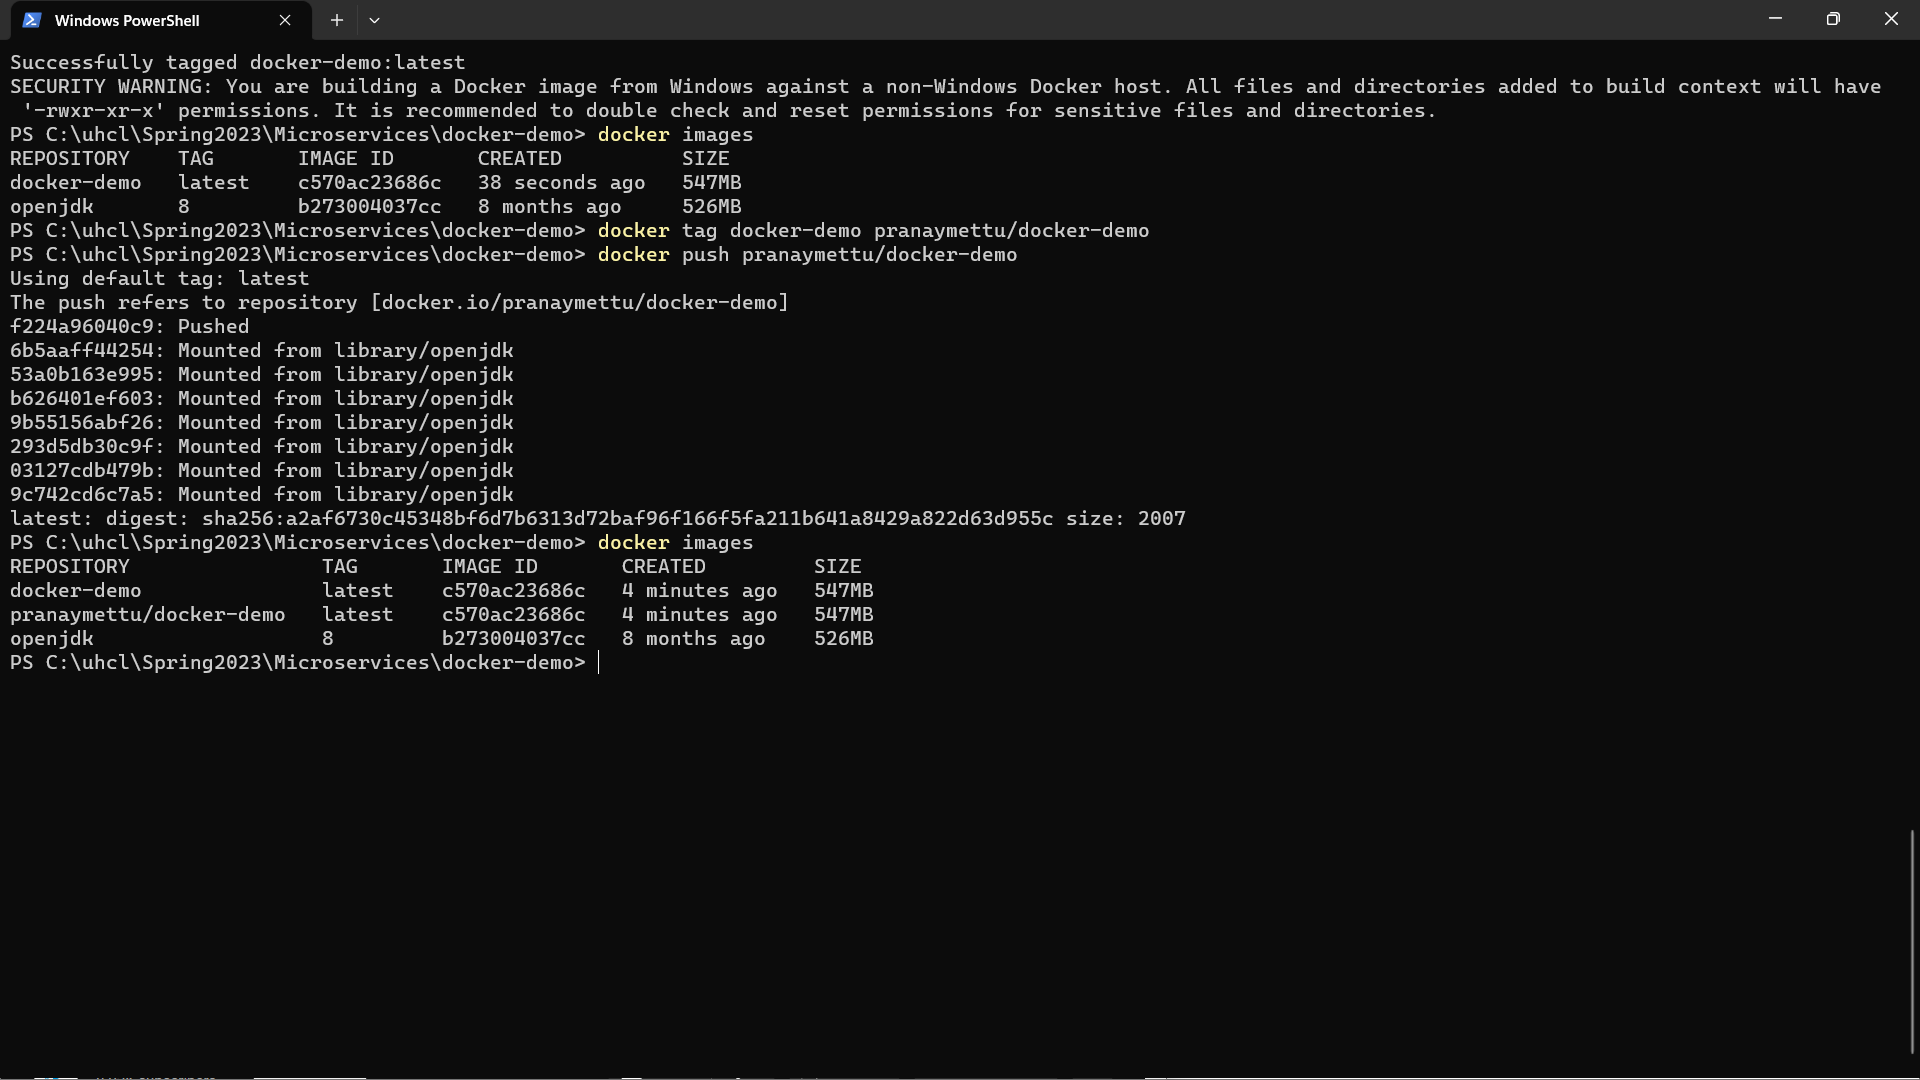 Windows PowerShell
Successfully tagged docker-demo:latest
SECURITY WARNING: You are building a Docker image from Windows against a non-Windows Docker host. All files and directories added to build context will have
'-rwxr-xr-x' permissions. It is recommended to double check and reset permissions for sensitive files and directories.
PS C:\uhcl\Spring2023\Microservices\docker-demo> docker images
REPOSITORY    TAG       IMAGE ID       CREATED          SIZE
docker-demo   latest    c570ac23686c   38 seconds ago   547MB
openjdk       8         b273004037cc   8 months ago     526MB
PS C:\uhcl\Spring2023\Microservices\docker-demo> docker tag docker-demo pranaymettu/docker-demo
PS C:\uhcl\Spring2023\Microservices\docker-demo> docker push pranaymettu/docker-demo
Using default tag: latest
The push refers to repository [docker.io/pranaymettu/docker-demo]
f224a96040c9: Pushed
6b5aaff44254: Mounted from library/openjdk
53a0b163e995: Mounted from library/openjdk
b626401ef603: Mounted from library/openjdk
9b55156abf26: Mounted from library/openjdk
293d5db30c9f: Mounted from library/openjdk
03127cdb479b: Mounted from library/openjdk
9c742cd6c7a5: Mounted from library/openjdk
latest: digest: sha256:a2af6730c45348bf6d7b6313d72baf96f166f5fa211b641a8429a822d63d955c size: 2007
PS C:\uhcl\Spring2023\Microservices\docker-demo> docker images
REPOSITORY                TAG       IMAGE ID       CREATED         SIZE
docker-demo               latest    c570ac23686c   4 minutes ago   547MB
pranaymettu/docker-demo   latest    c570ac23686c   4 minutes ago   547MB
openjdk                   8         b273004037cc   8 months ago    526MB
PS C:\uhcl\Spring2023\Microservices\docker-demo>